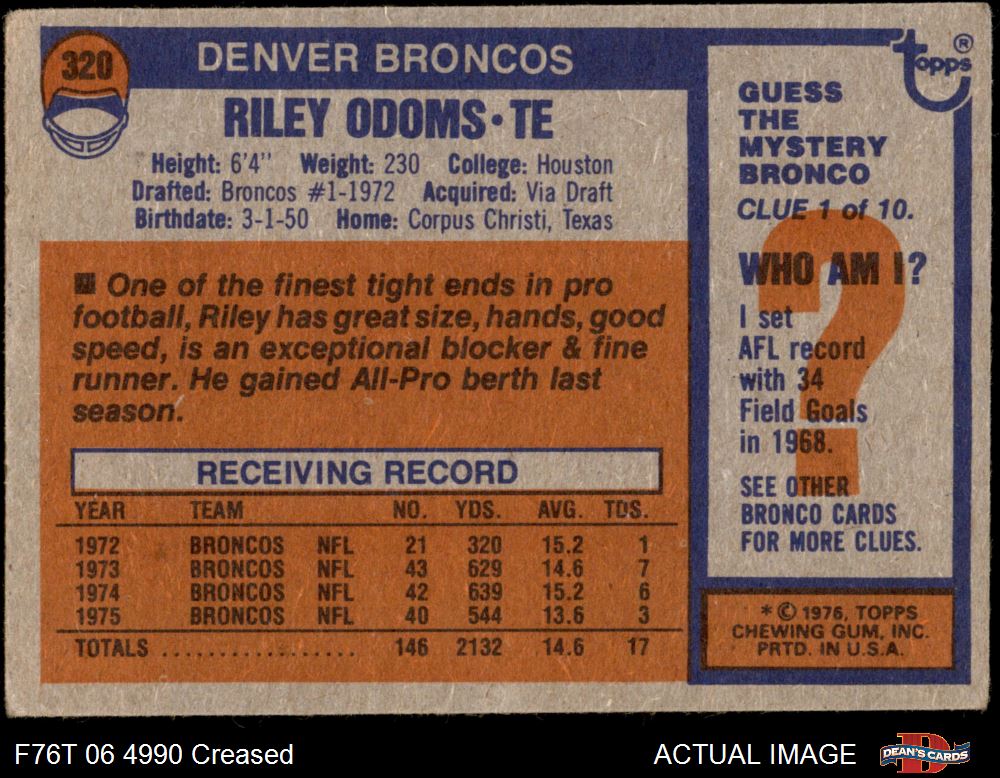 320
DENVER BRONCOS
RILEY ODOMS • TE
Height: 6'4" Weight: 230 College: Houston
Drafted: Broncos #1-1972 Acquired: Via Draft
Birthdate: 3-1-50 Home: Corpus Christi, Texas
■ One of the finest tight ends in pro
football, Riley has great size, hands, good
speed, is an exceptional blocker & fine
runner. He gained All-Pro berth last
season.
RECEIVING RECORD
YEAR TEAM NO. YDS. AVG. TDS.
1972 BRONCOS NFL 21 320 15.2 1
1973 BRONCOS NFL 43 629 14.6 7
1974 BRONCOS NFL 42 639 15.2 6
1975 BRONCOS NFL 40 544 13.6 3
TOTALS ................. 146 2132 14.6 17
topps ®
GUESS
THE
MYSTERY
BRONCO
CLUE 1 of 10.
?
WHO AM I?
I set
AFL record
with 34
Field Goals
in 1968.
SEE OTHER
BRONCO CARDS
FOR MORE CLUES.
* © 1976, TOPPS
CHEWING GUM, INC.
PRTD. IN U.S.A.
F76T 06 4990 Creased
ACTUAL IMAGE
DEAN'S CARDS